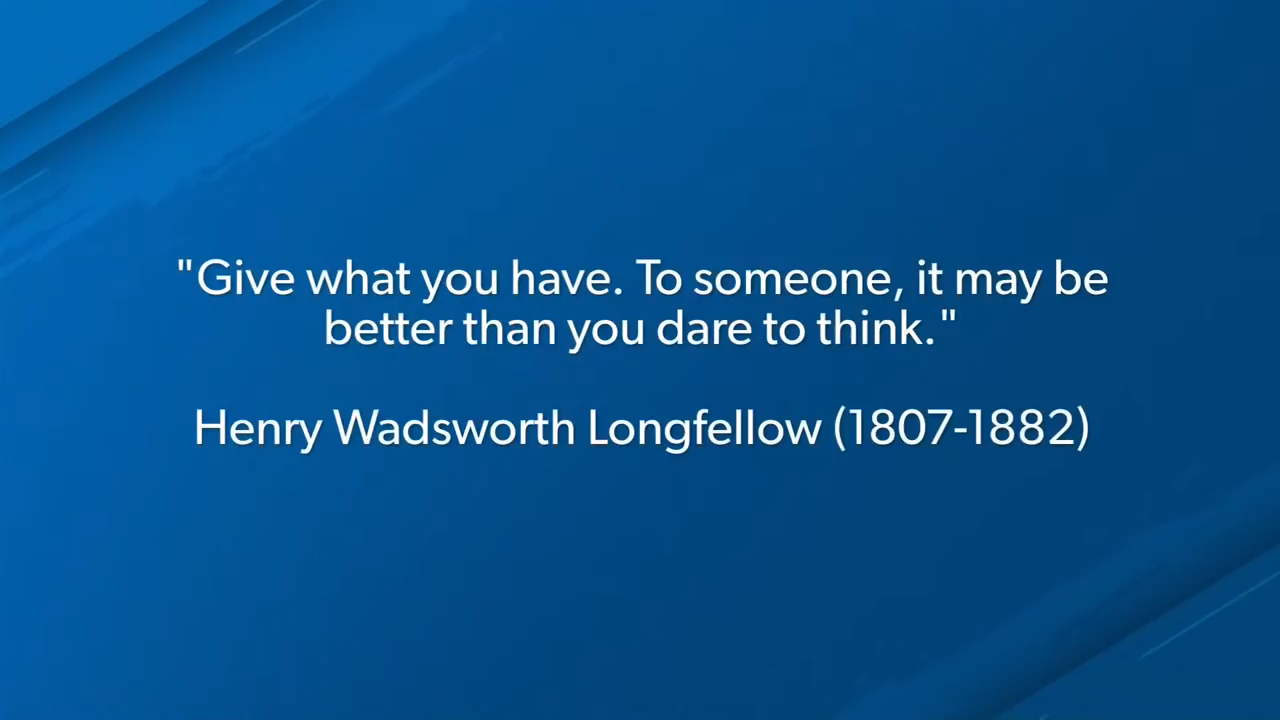 "Give what you have. To someone, it may be
better than you dare to think."
Henry Wadsworth Longfellow (1807-1882)